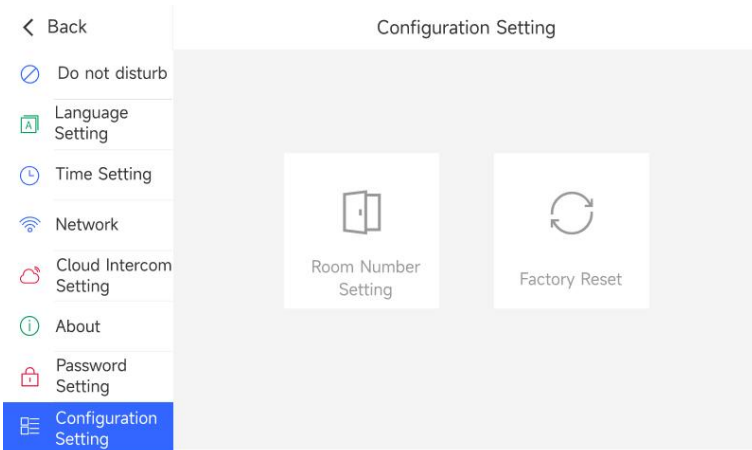 Back
Configuration Setting
Do not disturb
Language
Setting
Time Setting
Network
Cloud Intercom
Setting
About
Password
Setting
Configuration
Setting
Room Number
Setting
Factory Reset